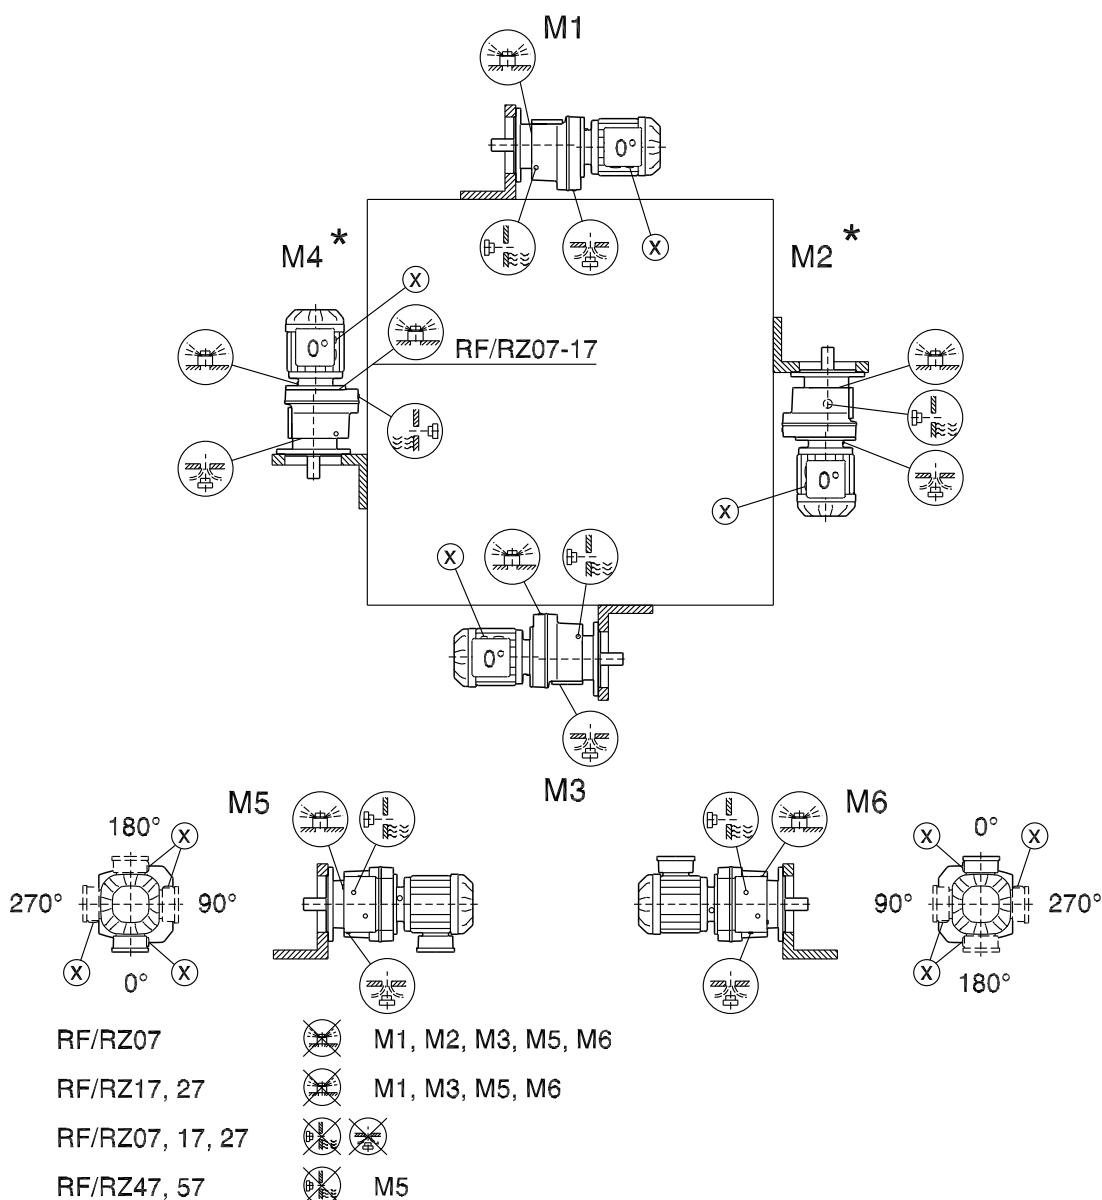 M1
0°
X
M4 *
M2 *
X
0°
RF/RZ07-17
0°
X
X
0°
M3
M5
M6
180°
X
270°
90°
X
0°
X
X
0°
X
90°
270°
X
180°
RF/RZ07 M1, M2, M3, M5, M6
RF/RZ17, 27 M1, M3, M5, M6
RF/RZ07, 17, 27
RF/RZ47, 57 M5